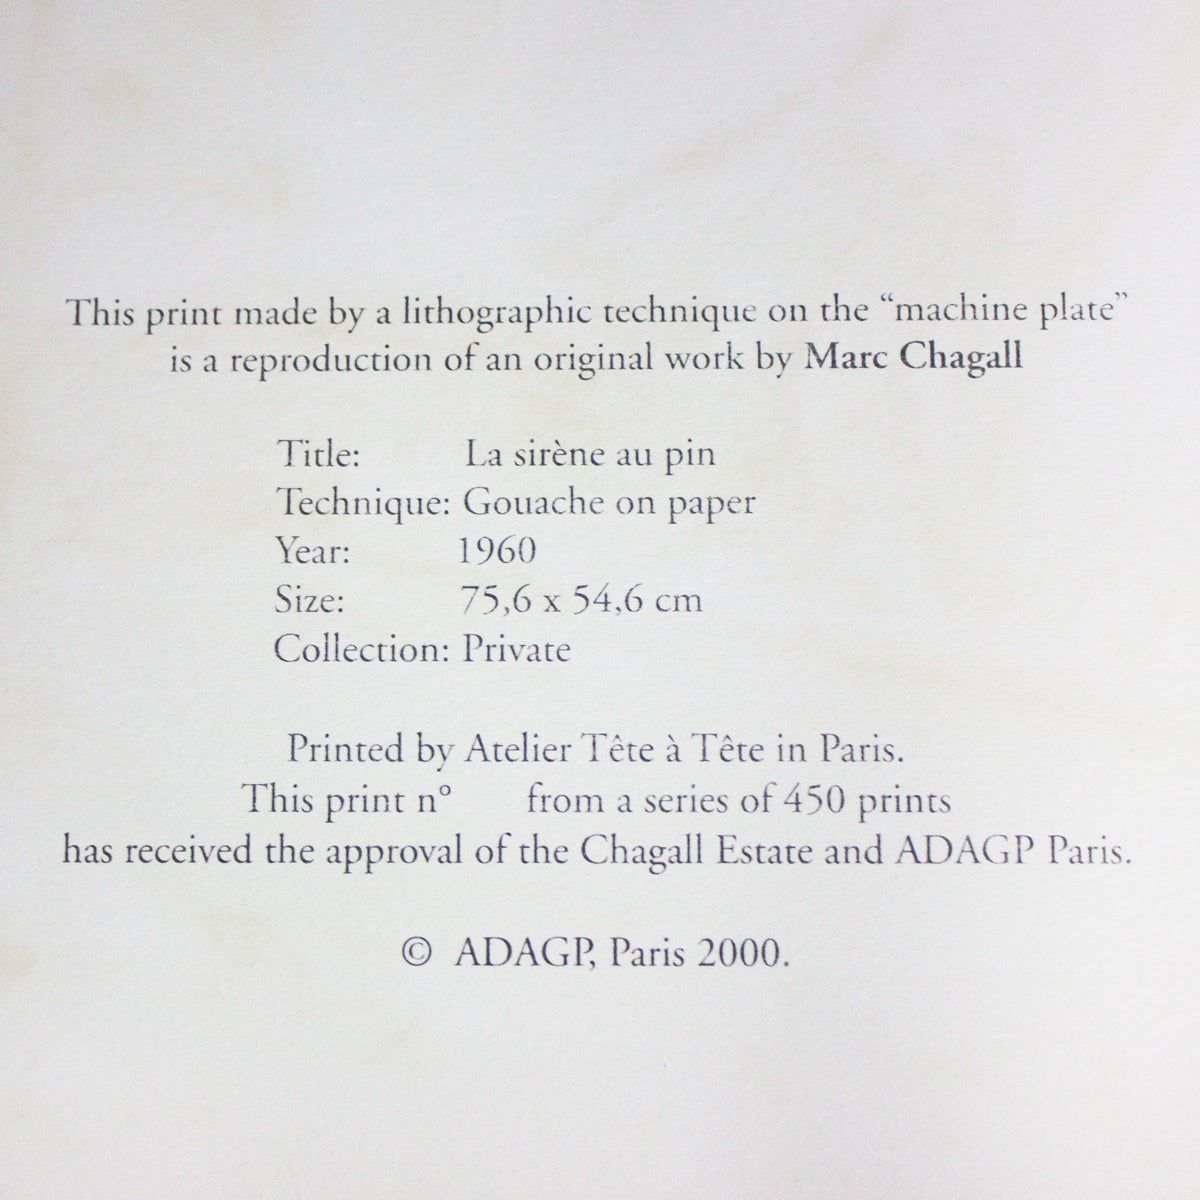 This print made by a lithographic technique on the “machine plate”
is a reproduction of an original work by Marc Chagall
Title: La sirène au pin
Technique: Gouache on paper
Year: 1960
Size: 75,6 x 54,6 cm
Collection: Private
Printed by Atelier Tête à Tête in Paris.
This print n° from a series of 450 prints
has received the approval of the Chagall Estate and ADAGP Paris.
© ADAGP, Paris 2000.